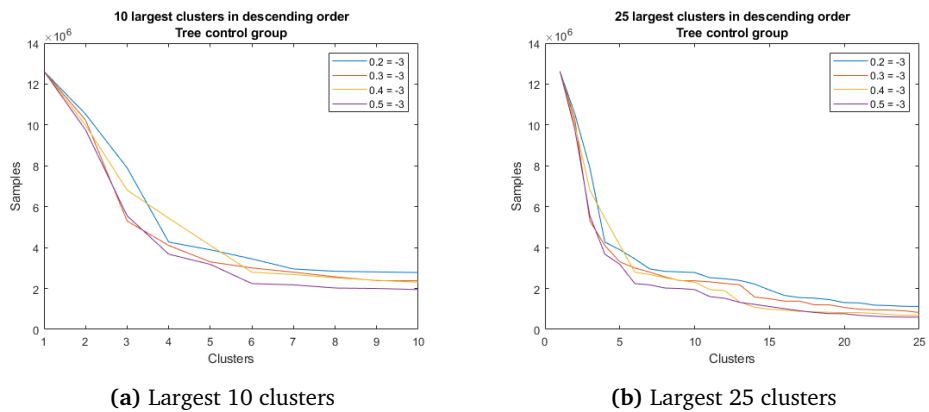 10 largest clusters in descending order
Tree control group
×10⁶
14
12
10
8
6
4
2
0
Samples
1 2 3 4 5 6 7 8 9 10
Clusters
0.2 = -3
0.3 = -3
0.4 = -3
0.5 = -3
(a) Largest 10 clusters
25 largest clusters in descending order
Tree control group
×10⁶
14
12
10
8
6
4
2
0
Samples
0 5 10 15 20 25
Clusters
0.2 = -3
0.3 = -3
0.4 = -3
0.5 = -3
(b) Largest 25 clusters